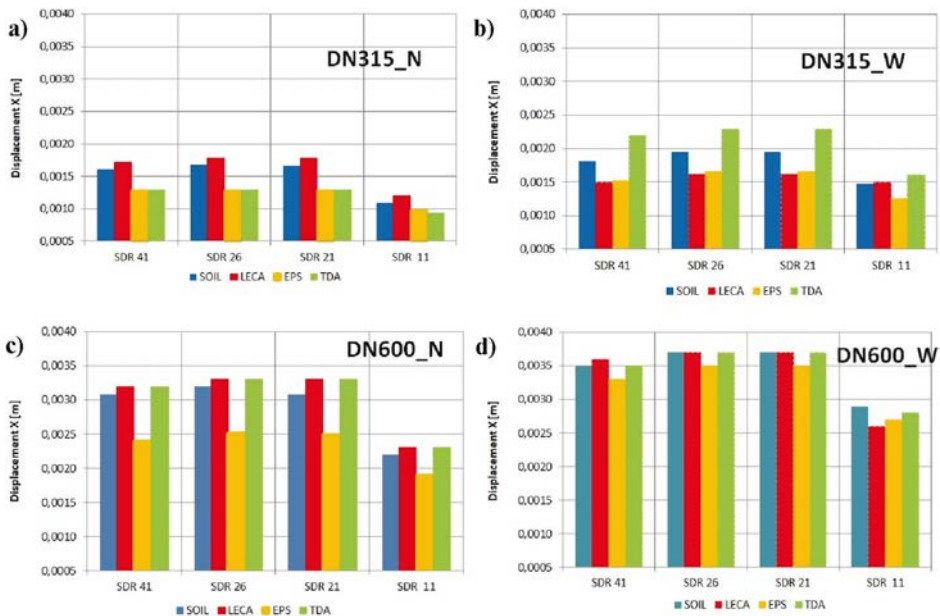 a)
DN315_N
Displacement X [m]
0,0040
0,0035
0,0030
0,0025
0,0020
0,0015
0,0010
0,0005
SDR 41 SDR 26 SDR 21 SDR 11
SOIL LECA EPS TDA
b)
DN315_W
Displacement X [m]
0,0040
0,0035
0,0030
0,0025
0,0020
0,0015
0,0010
0,0005
SDR 41 SDR 26 SDR 21 SDR 11
SOIL LECA EPS TDA
c)
DN600_N
Displacement X [m]
0,0040
0,0035
0,0030
0,0025
0,0020
0,0015
0,0010
0,0005
SDR 41 SDR 26 SDR 21 SDR 11
SOIL LECA EPS TDA
d)
DN600_W
Displacement X [m]
0,0040
0,0035
0,0030
0,0025
0,0020
0,0015
0,0010
0,0005
SDR 41 SDR 26 SDR 21 SDR 11
SOIL LECA EPS TDA